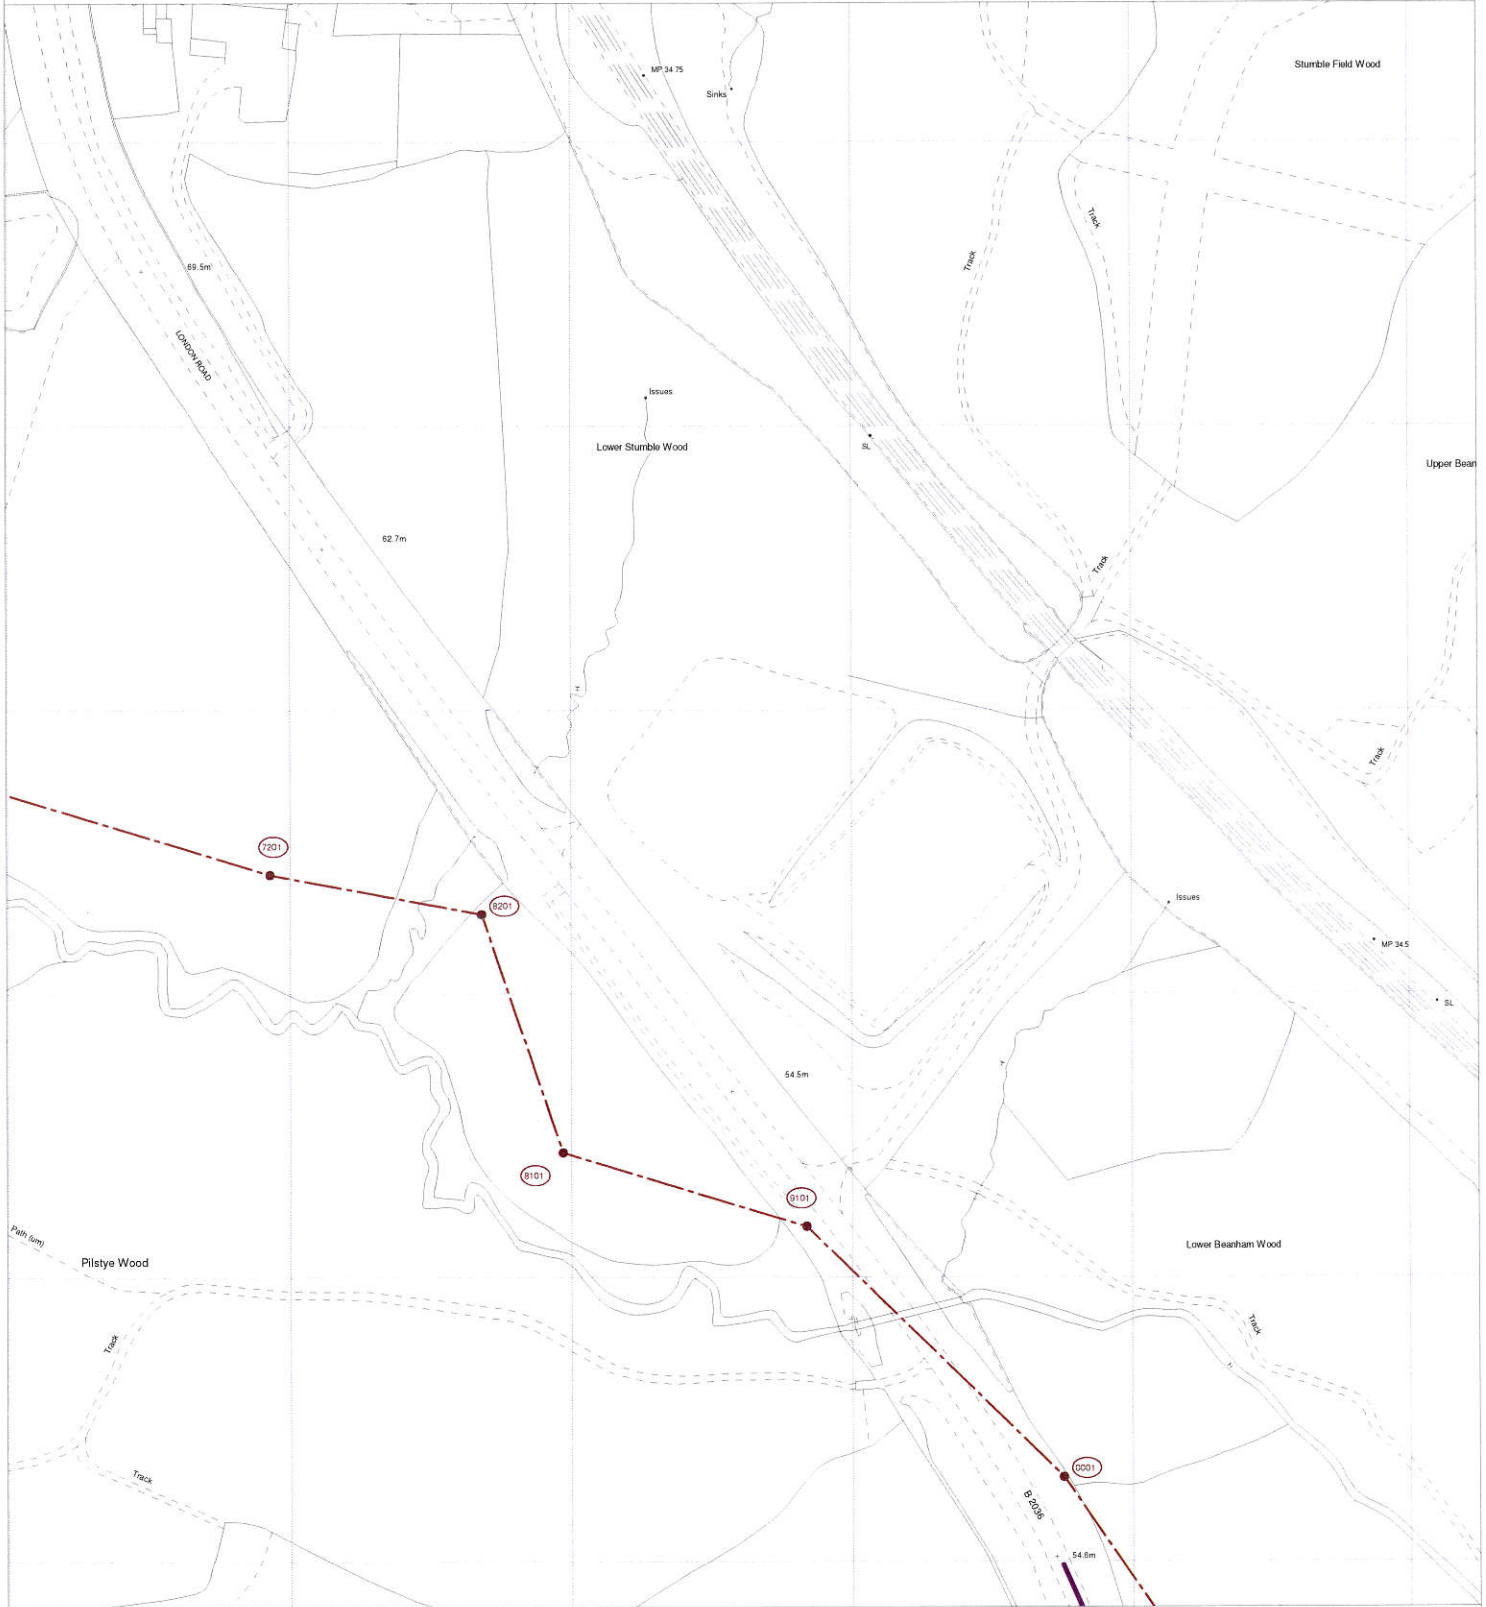 Stumble Field Wood
MP 34.75
Sinks
Track
Track
69.5m
LONDON ROAD
Issues
Lower Stumble Wood
SL
Upper Bean
62.7m
Track
H
Track
7201
8201
Issues
MP 34.5
SL
54.5m
H
8101
9101
Path (um)
Pilstye Wood
Lower Beanham Wood
Track
Track
H
Track
0001
B 2036
54.6m